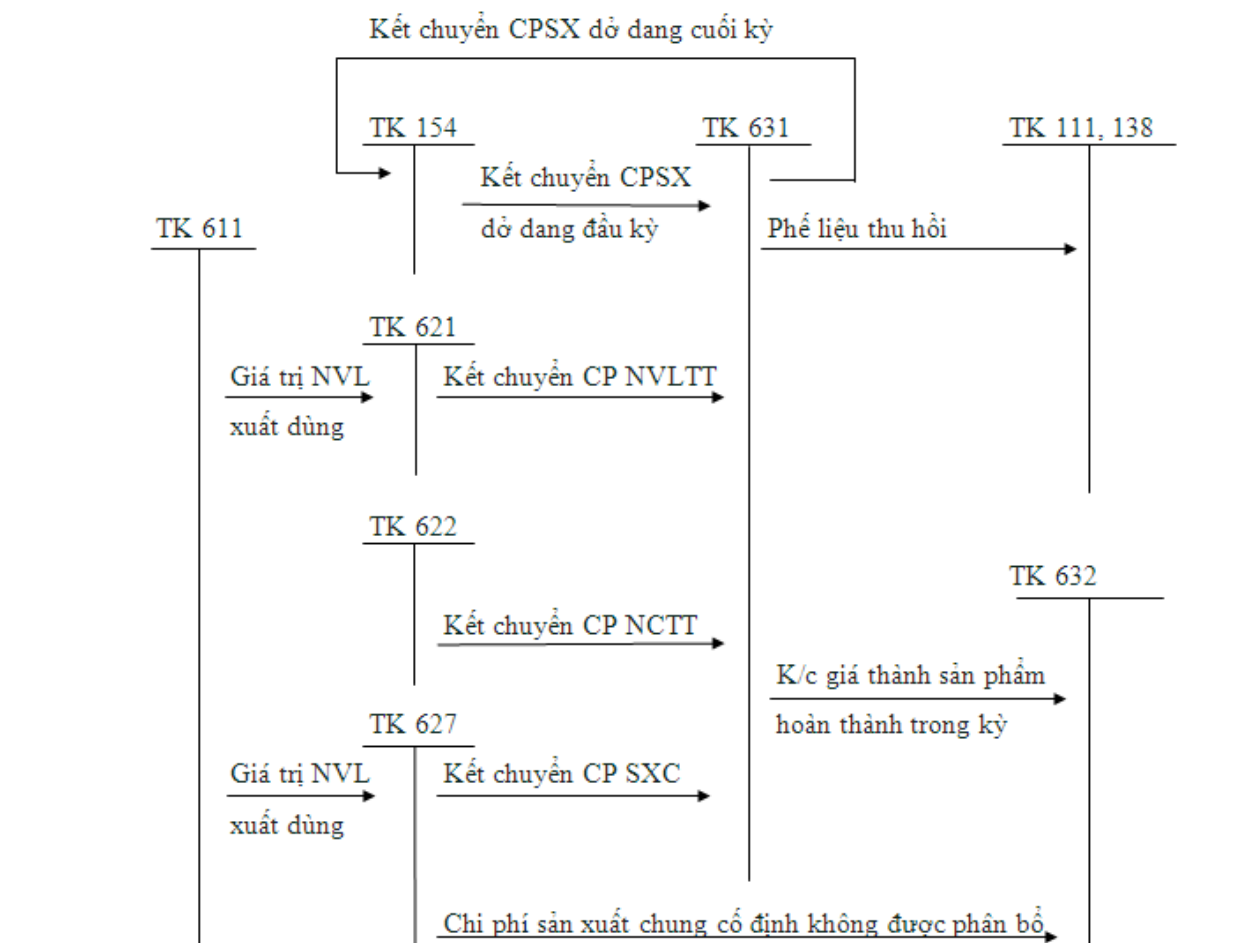 Kết chuyển CPSX dở dang cuối kỳ
TK 154
TK 631
TK 111, 138
Kết chuyển CPSX
dở dang đầu kỳ
TK 611
Phế liệu thu hồi
TK 621
Giá trị NVL
xuất dùng
Kết chuyển CP NVLTT
TK 622
TK 632
Kết chuyển CP NCTT
K/c giá thành sản phẩm
hoàn thành trong kỳ
TK 627
Giá trị NVL
xuất dùng
Kết chuyển CP SXC
Chi phí sản xuất chung cố định không được phân bổ